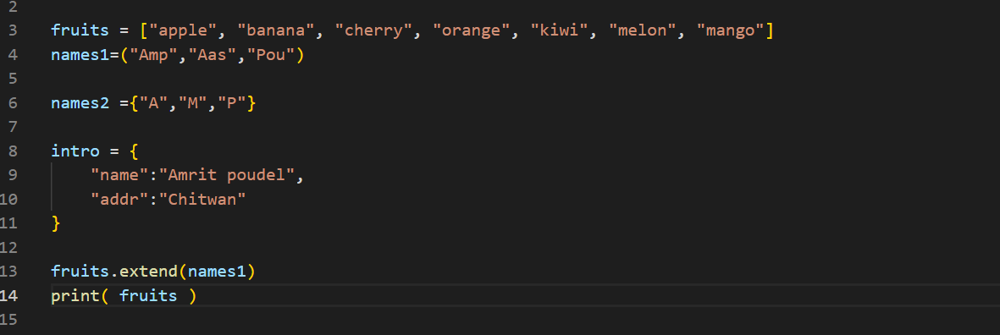 2
3 fruits = ["apple", "banana", "cherry", "orange", "kiwi", "melon", "mango"]
4 names1=("Amp","Aas","Pou")
5
6 names2 ={"A","M","P"}
7
8 intro = {
9     "name":"Amrit poudel",
10     "addr":"Chitwan"
11 }
12
13 fruits.extend(names1)
14 print( fruits )
15